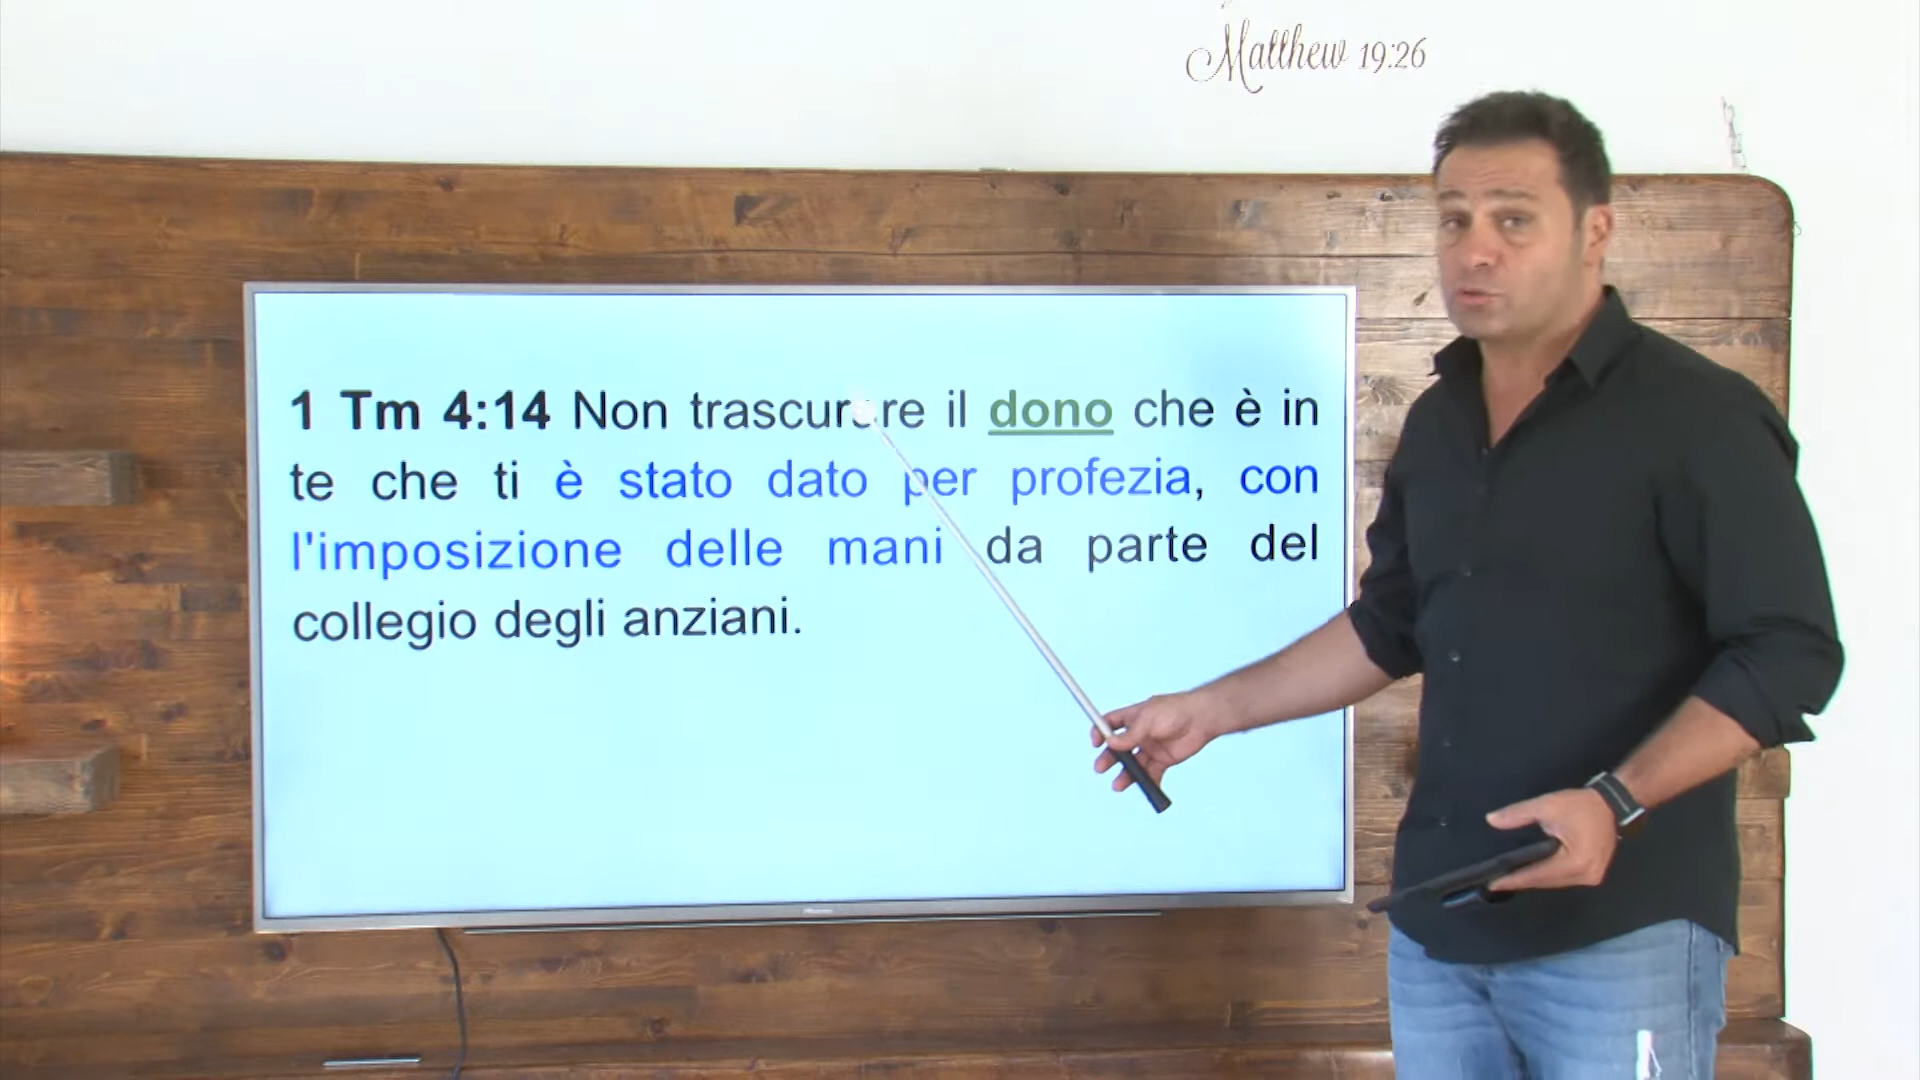 Matthew 19:26
1 Tm 4:14 Non trascurare il dono che è in
te che ti è stato dato per profezia, con
l'imposizione delle mani da parte del
collegio degli anziani.